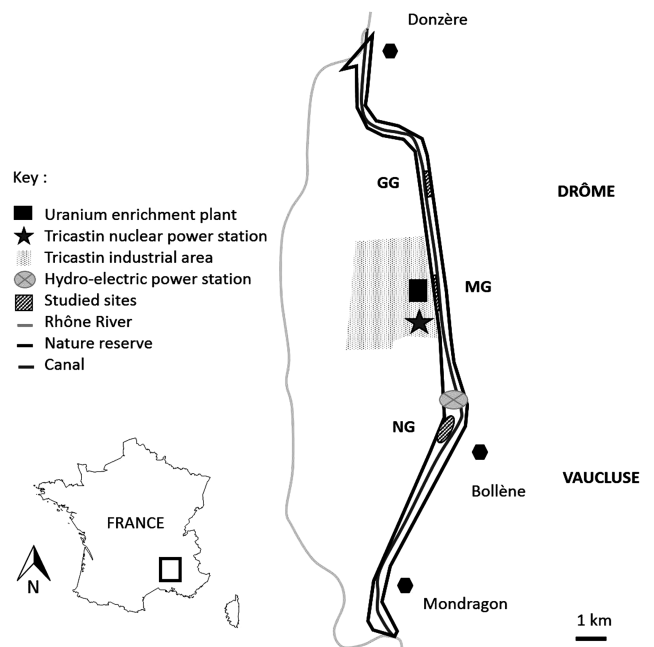 Donzère
Key :
Uranium enrichment plant
Tricastin nuclear power station
Tricastin industrial area
Hydro-electric power station
Studied sites
Rhône River
Nature reserve
Canal
GG
DRÔME
MG
NG
Bollène
VAUCLUSE
FRANCE
N
Mondragon
1 km